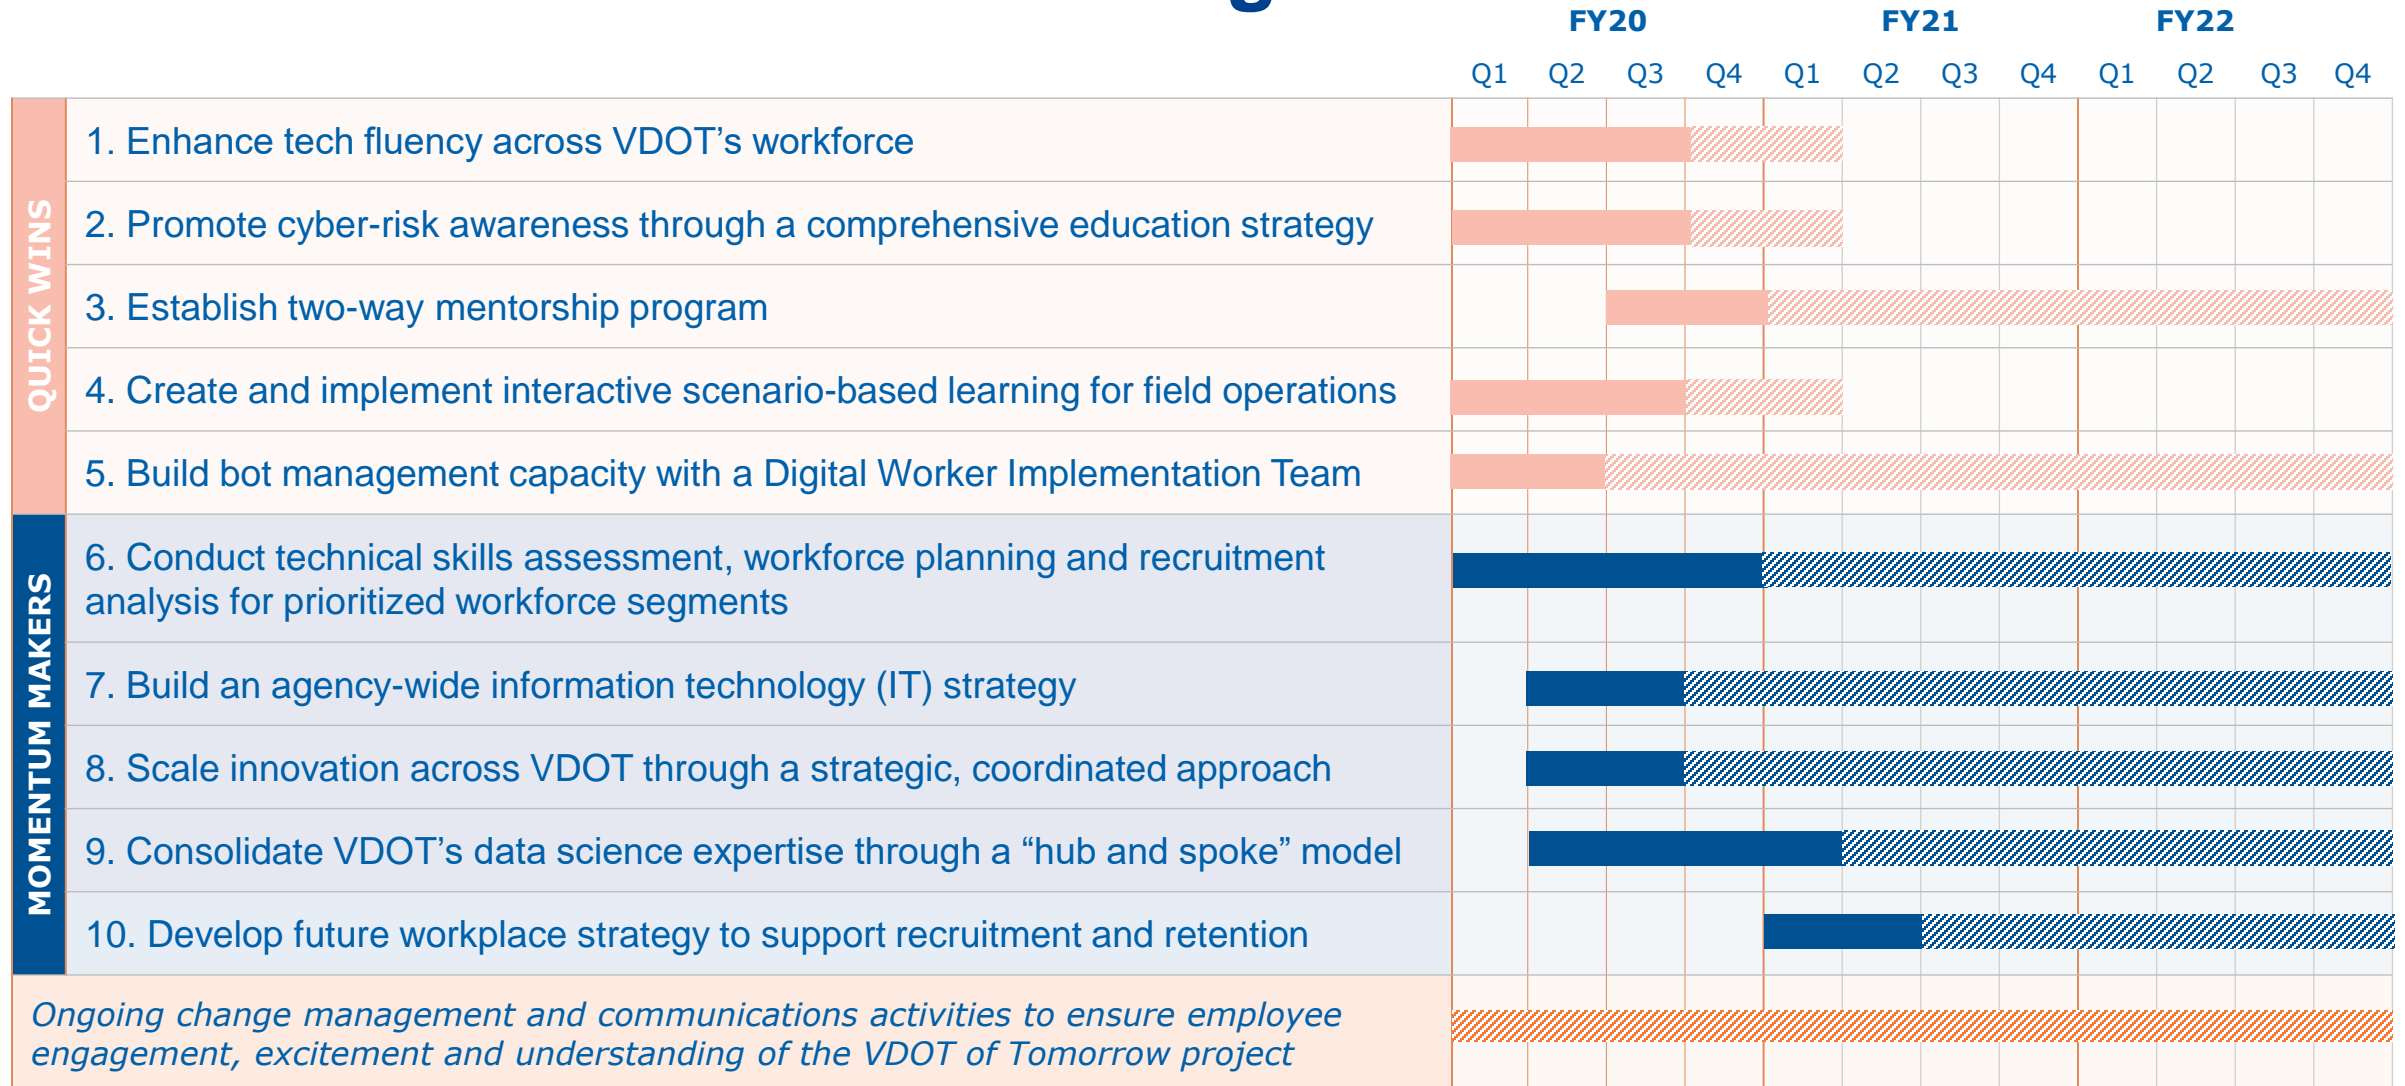 FY20 FY21 FY22
Q1 Q2 Q3 Q4 Q1 Q2 Q3 Q4 Q1 Q2 Q3 Q4
QUICK WINS
1. Enhance tech fluency across VDOT’s workforce
2. Promote cyber-risk awareness through a comprehensive education strategy
3. Establish two-way mentorship program
4. Create and implement interactive scenario-based learning for field operations
5. Build bot management capacity with a Digital Worker Implementation Team
MOMENTUM MAKERS
6. Conduct technical skills assessment, workforce planning and recruitment
analysis for prioritized workforce segments
7. Build an agency-wide information technology (IT) strategy
8. Scale innovation across VDOT through a strategic, coordinated approach
9. Consolidate VDOT’s data science expertise through a “hub and spoke” model
10. Develop future workplace strategy to support recruitment and retention
Ongoing change management and communications activities to ensure employee
engagement, excitement and understanding of the VDOT of Tomorrow project